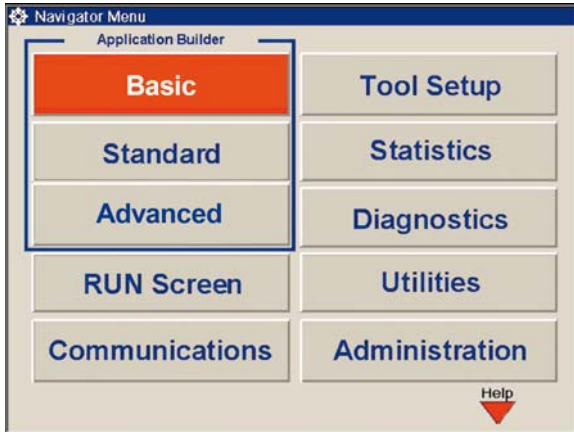 Navigator Menu
Application Builder
Basic
Standard
Advanced
RUN Screen
Communications
Tool Setup
Statistics
Diagnostics
Utilities
Administration
Help